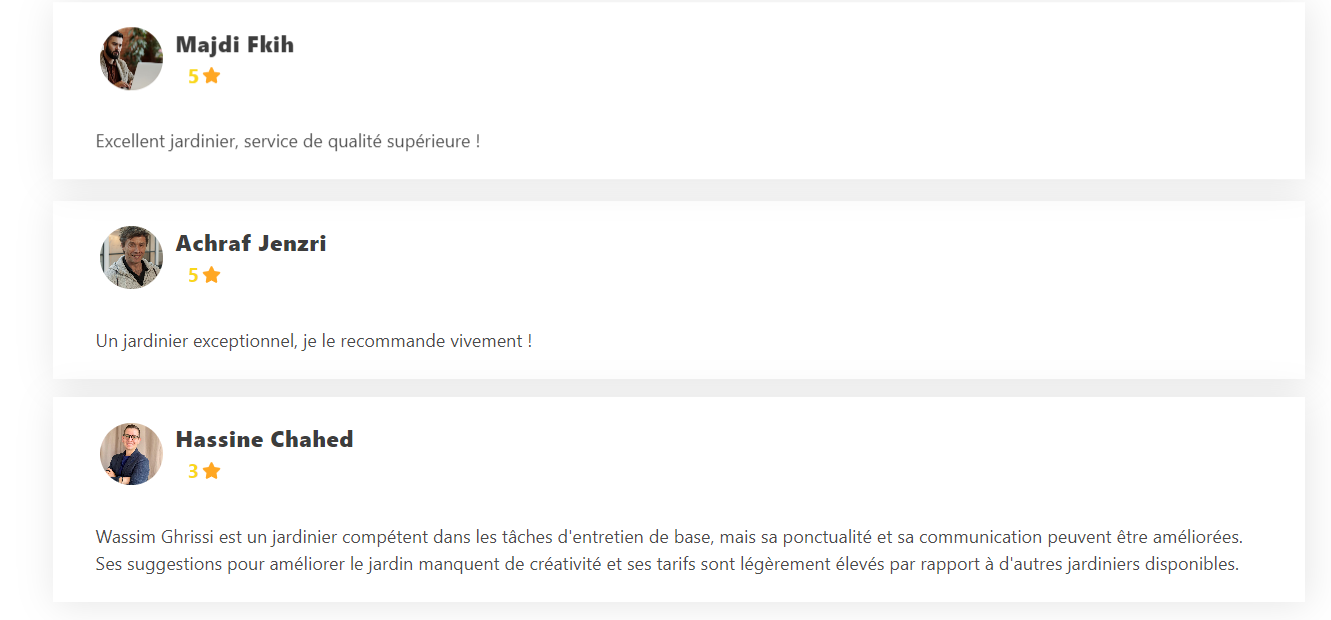 Majdi Fkih
5
Excellent jardinier, service de qualité supérieure !
Achraf Jenzri
5
Un jardinier exceptionnel, je le recommande vivement !
Hassine Chahed
3
Wassim Ghrissi est un jardinier compétent dans les tâches d'entretien de base, mais sa ponctualité et sa communication peuvent être améliorées.
Ses suggestions pour améliorer le jardin manquent de créativité et ses tarifs sont légèrement élevés par rapport à d'autres jardiniers disponibles.